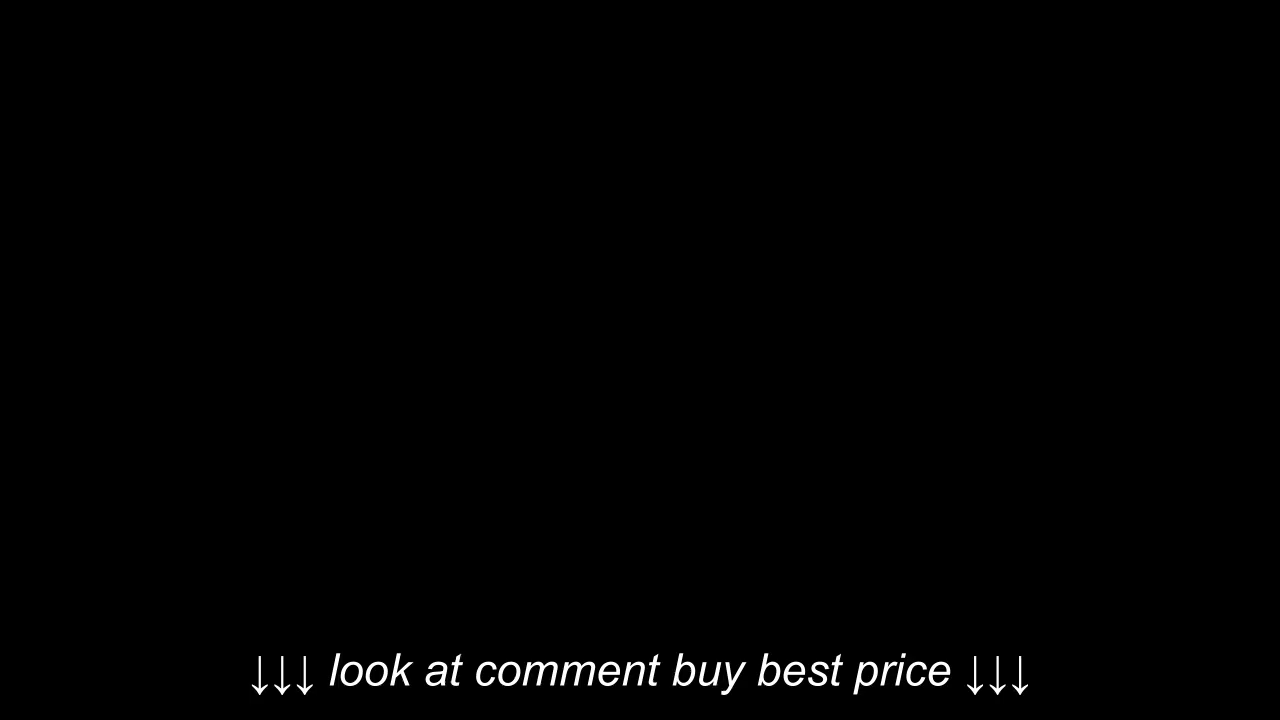 ↓↓↓ look at comment buy best price ↓↓↓